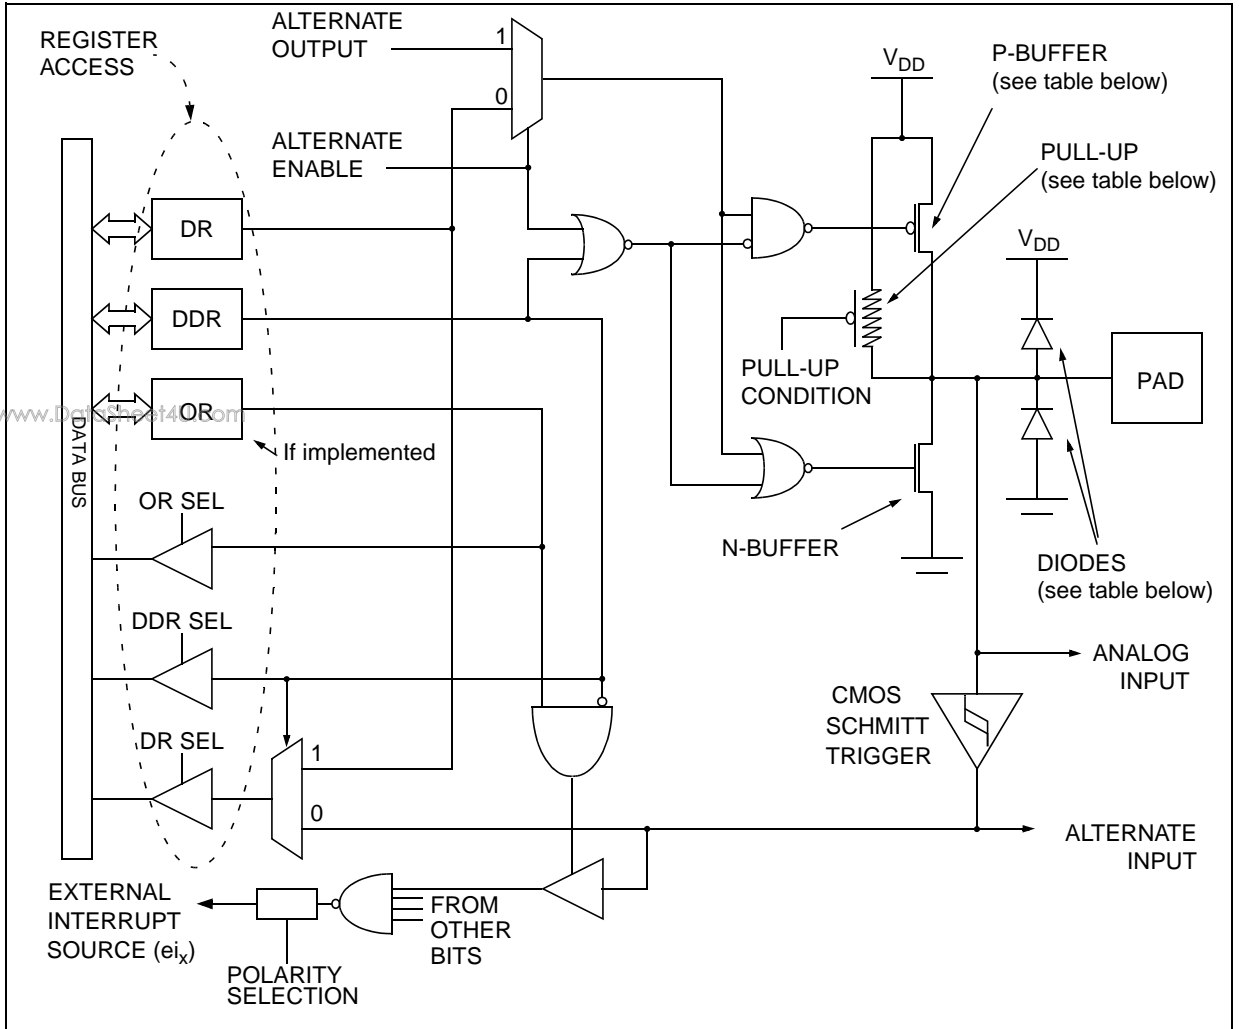 REGISTER
ACCESS
ALTERNATE
OUTPUT
1
0
ALTERNATE
ENABLE
VDD
P-BUFFER
(see table below)
PULL-UP
(see table below)
VDD
DR
DDR
OR
www.DataSheet4U.com
If implemented
DATA BUS
PULL-UP
CONDITION
PAD
N-BUFFER
DIODES
(see table below)
OR SEL
DDR SEL
DR SEL
1
0
CMOS
SCHMITT
TRIGGER
ANALOG
INPUT
ALTERNATE
INPUT
EXTERNAL
INTERRUPT
SOURCE (eix)
POLARITY
SELECTION
FROM
OTHER
BITS